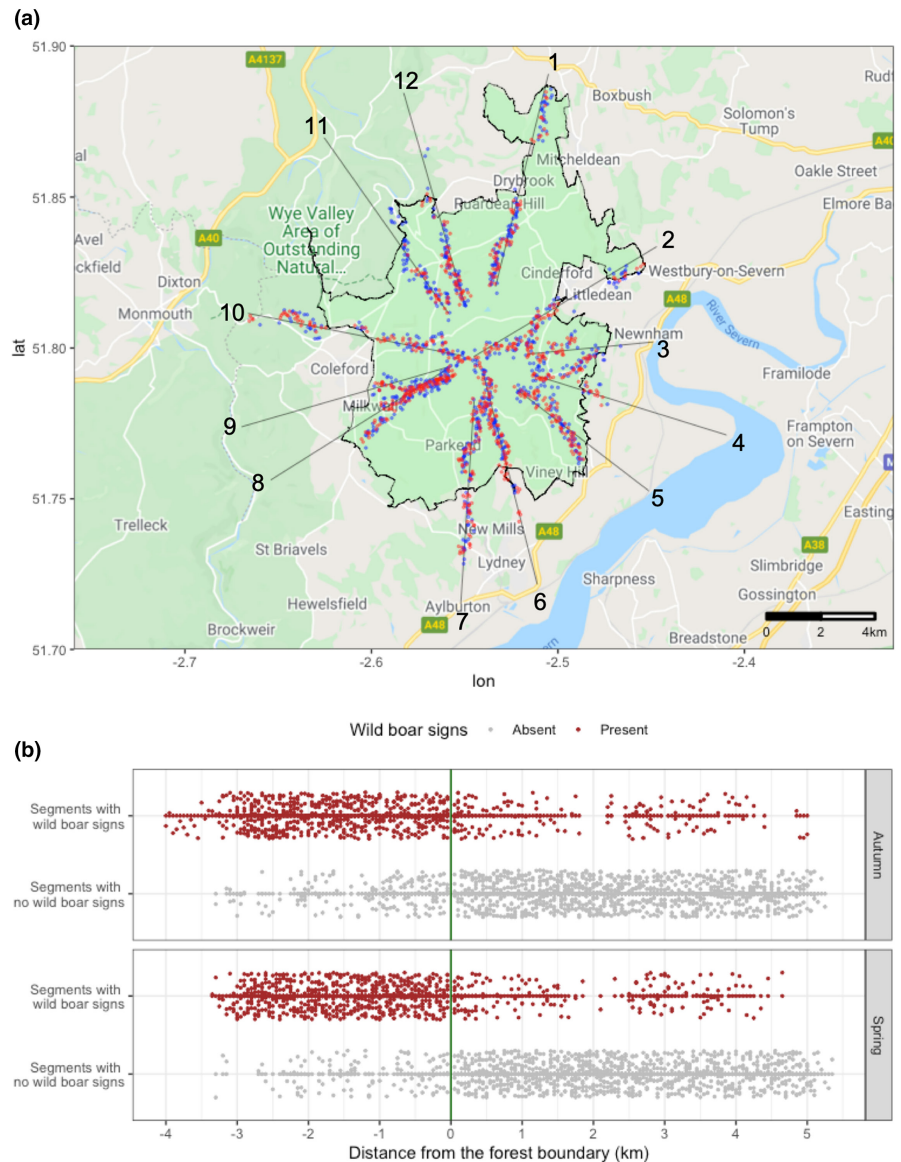 (a)
51.90
51.85
51.80
51.75
51.70
lat
-2.7
-2.6
-2.5
-2.4
lon
A4137
1
12
Boxbush
Rudf
Solomon's
Tump
11
A40
al
Mitcheldean
Oakle Street
Drybrook
Ruardean Hill
Elmore Ba
Wye Valley
Area of
Outstanding
Natural...
A40
Avel
ckfield
2
Cinderford
Westbury-on-Severn
Dixton
Littledean
A48
Monmouth
10
River Severn
Newnham
3
Coleford
Framilode
Milkwa
9
4
Frampton
on Severn
Parkend
8
Viney Hill
5
M
Trelleck
New Mills
A48
Easting
St Briavels
A38
Lydney
Slimbridge
Sharpness
Gossington
Hewelsfield
Aylburton
6
7
A48
Brockweir
ern
Breadstone
0 2 4km
Wild boar signs Absent Present
(b)
Segments with
wild boar signs
Segments with
no wild boar signs
Autumn
Segments with
wild boar signs
Segments with
no wild boar signs
Spring
-4 -3 -2 -1 0 1 2 3 4 5
Distance from the forest boundary (km)